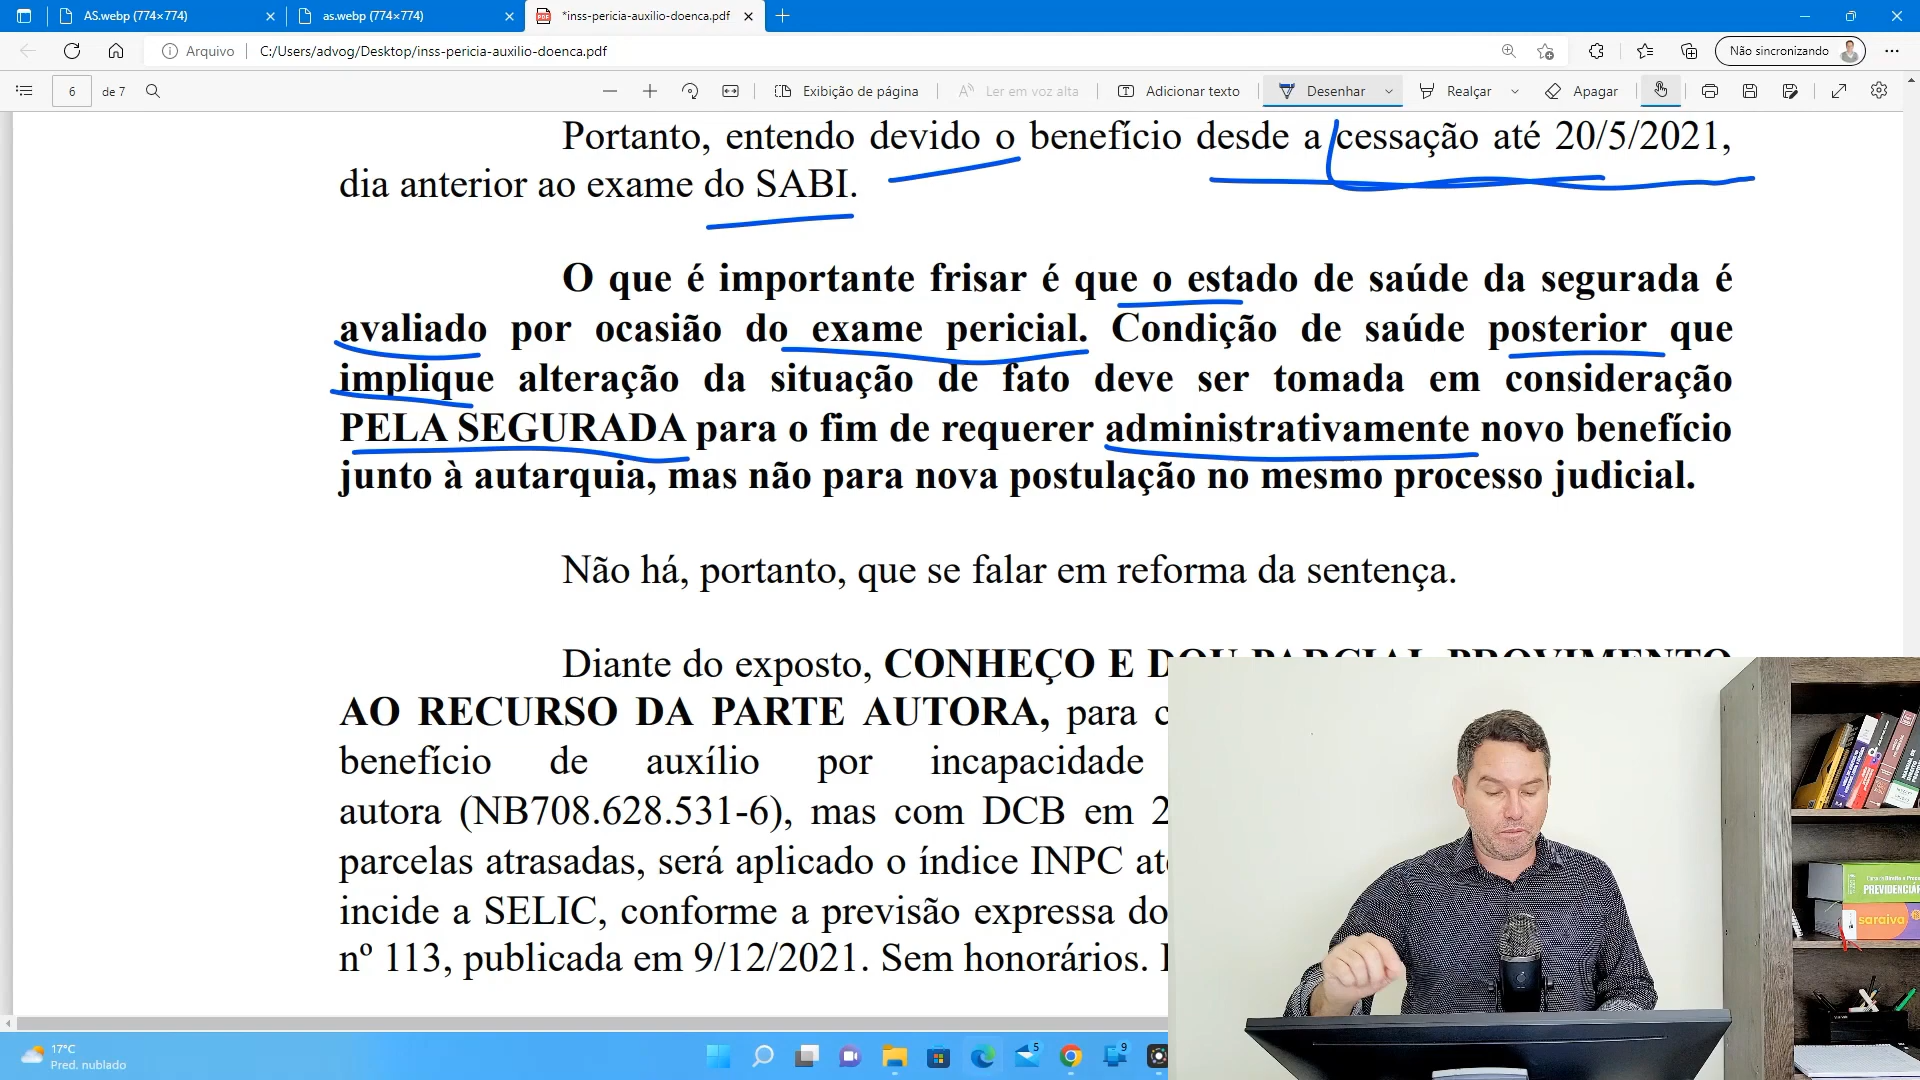 AS.webp (774×774)
as.webp (774×774)
*inss-pericia-auxilio-doenca.pdf
Arquivo
C:/Users/advog/Desktop/inss-pericia-auxilio-doenca.pdf
Não sincronizando
6 de 7
Exibição de página
Ler em voz alta
Adicionar texto
Desenhar
Realçar
Apagar
Portanto, entendo devido o benefício desde a cessação até 20/5/2021,
dia anterior ao exame do SABI.
O que é importante frisar é que o estado de saúde da segurada é
avaliado por ocasião do exame pericial. Condição de saúde posterior que
implique alteração da situação de fato deve ser tomada em consideração
PELA SEGURADA para o fim de requerer administrativamente novo benefício
junto à autarquia, mas não para nova postulação no mesmo processo judicial.
Não há, portanto, que se falar em reforma da sentença.
Diante do exposto, CONHEÇO E DOU PARCIAL PROVIMENTO
AO RECURSO DA PARTE AUTORA, para
benefício de auxílio por incapacidade
autora (NB708.628.531-6), mas com DCB em 2
parcelas atrasadas, será aplicado o índice INPC
incide a SELIC, conforme a previsão expressa do
nº 113, publicada em 9/12/2021. Sem honorários.
PREVIDENCIÁR
saraiva
17°C
Pred. nublado
5
9